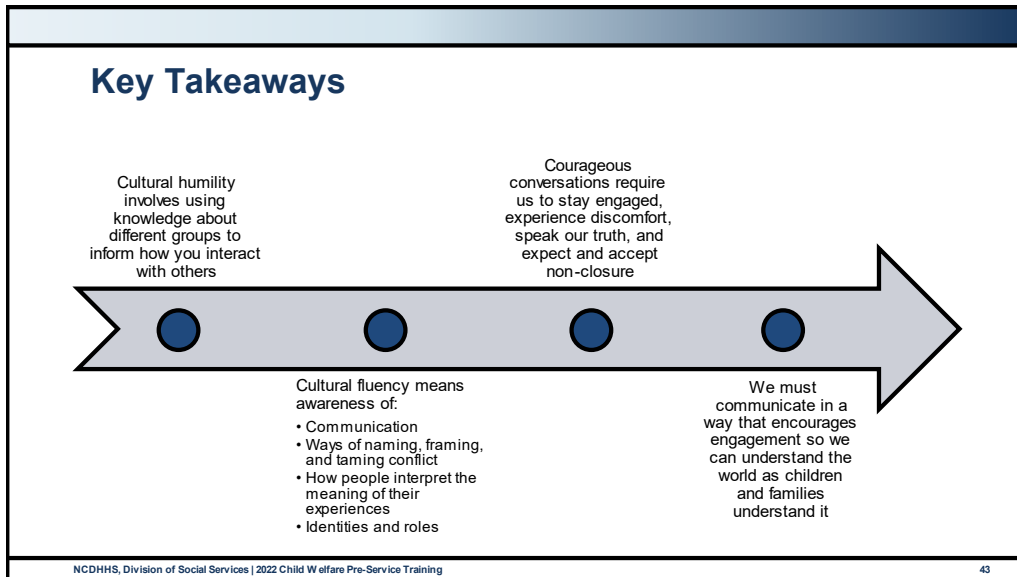 Key Takeaways
Cultural humility
involves using
knowledge about
different groups to
inform how you interact
with others
Cultural fluency means
awareness of:
• Communication
• Ways of naming, framing,
and taming conflict
• How people interpret the
meaning of their
experiences
• Identities and roles
Courageous
conversations require
us to stay engaged,
experience discomfort,
speak our truth, and
expect and accept
non-closure
We must
communicate in a
way that encourages
engagement so we
can understand the
world as children
and families
understand it
NCDHHS, Division of Social Services | 2022 Child Welfare Pre-Service Training
43